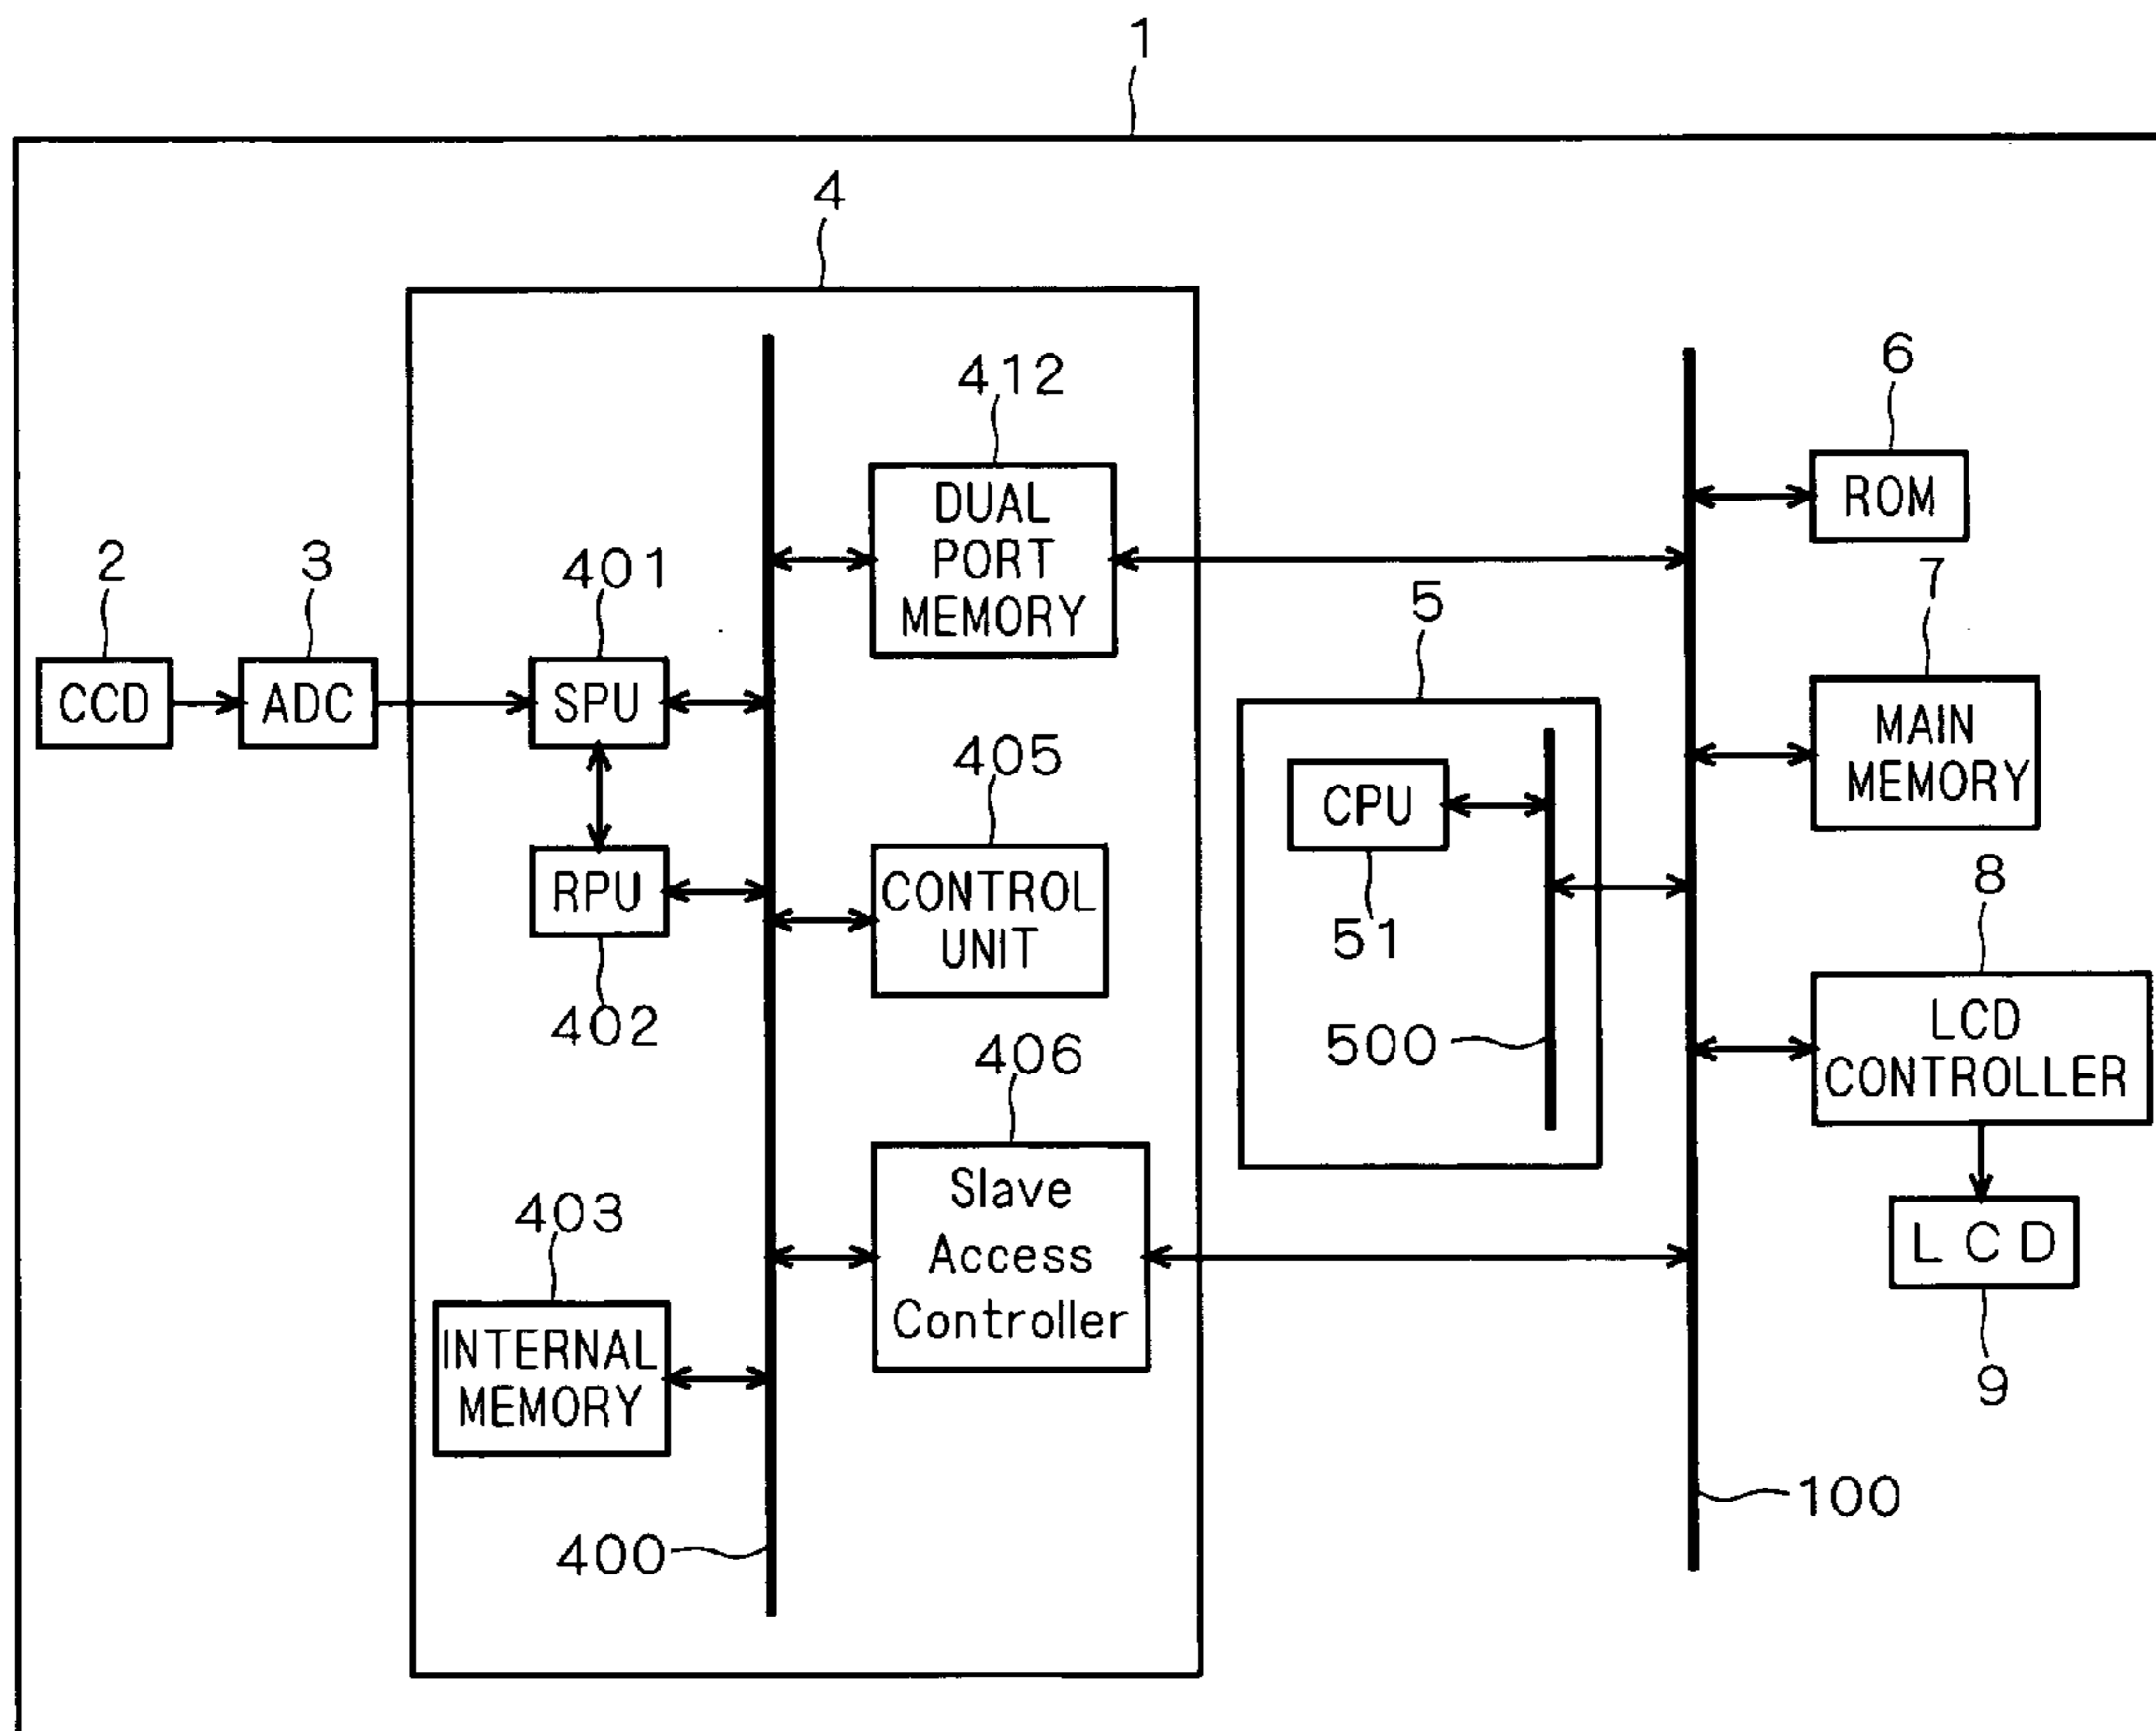 1
4
412
6
DUAL
PORT
MEMORY
ROM
2
3
401
5
7
CCD
ADC
SPU
MAIN
MEMORY
405
CPU
RPU
CONTROL
UNIT
8
51
402
500
406
LCD
CONTROLLER
403
Slave
Access
Controller
LCD
INTERNAL
MEMORY
9
100
400